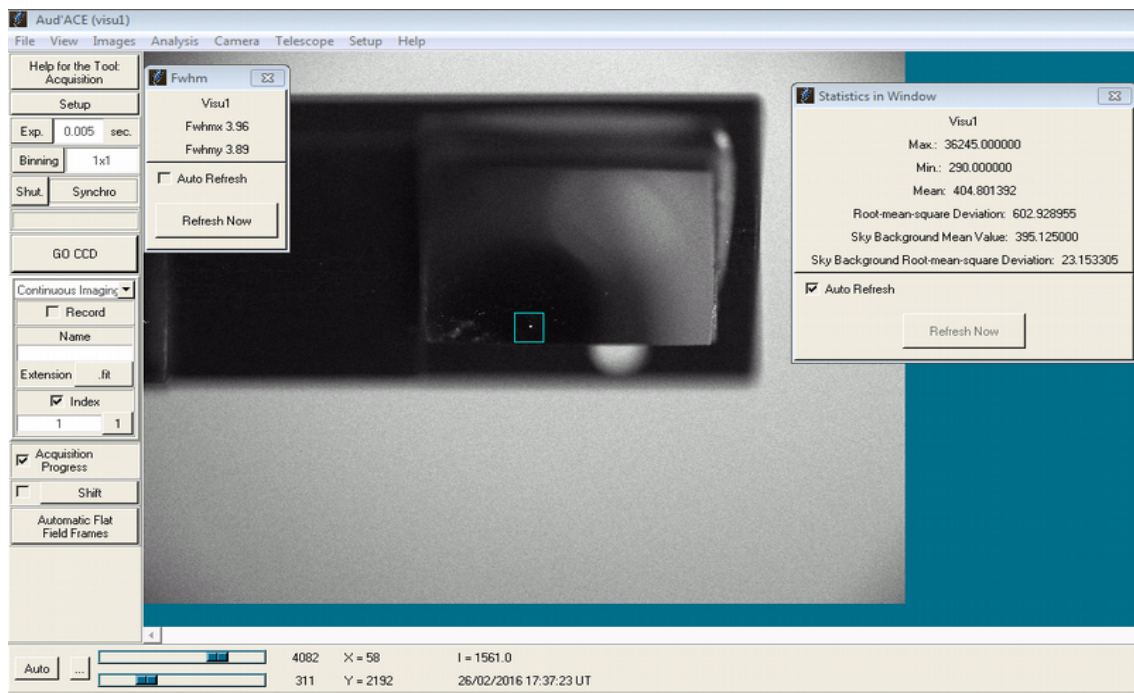 Aud'ACE (visu1)
File View Images Analysis Camera Telescope Setup Help
Help for the Tool:
Acquisition
Setup
Exp. 0.005 sec.
Binning 1x1
Shut. Synchro
GO CCD
Continuous Imaging
Record
Name
Extension .fit
Index
1 1
Acquisition
Progress
Shift
Automatic Flat
Field Frames
Fwhm
Visu1
Fwhmx 3.96
Fwhmy 3.89
Auto Refresh
Refresh Now
Statistics in Window
Visu1
Max.: 36245.000000
Min.: 290.000000
Mean: 404.801392
Root-mean-square Deviation: 602.928955
Sky Background Mean Value: 395.125000
Sky Background Root-mean-square Deviation: 23.153305
Auto Refresh
Refresh Now
Auto ... 4082 X = 58 I = 1561.0
311 Y = 2192 26/02/2016 17:37:23 UT